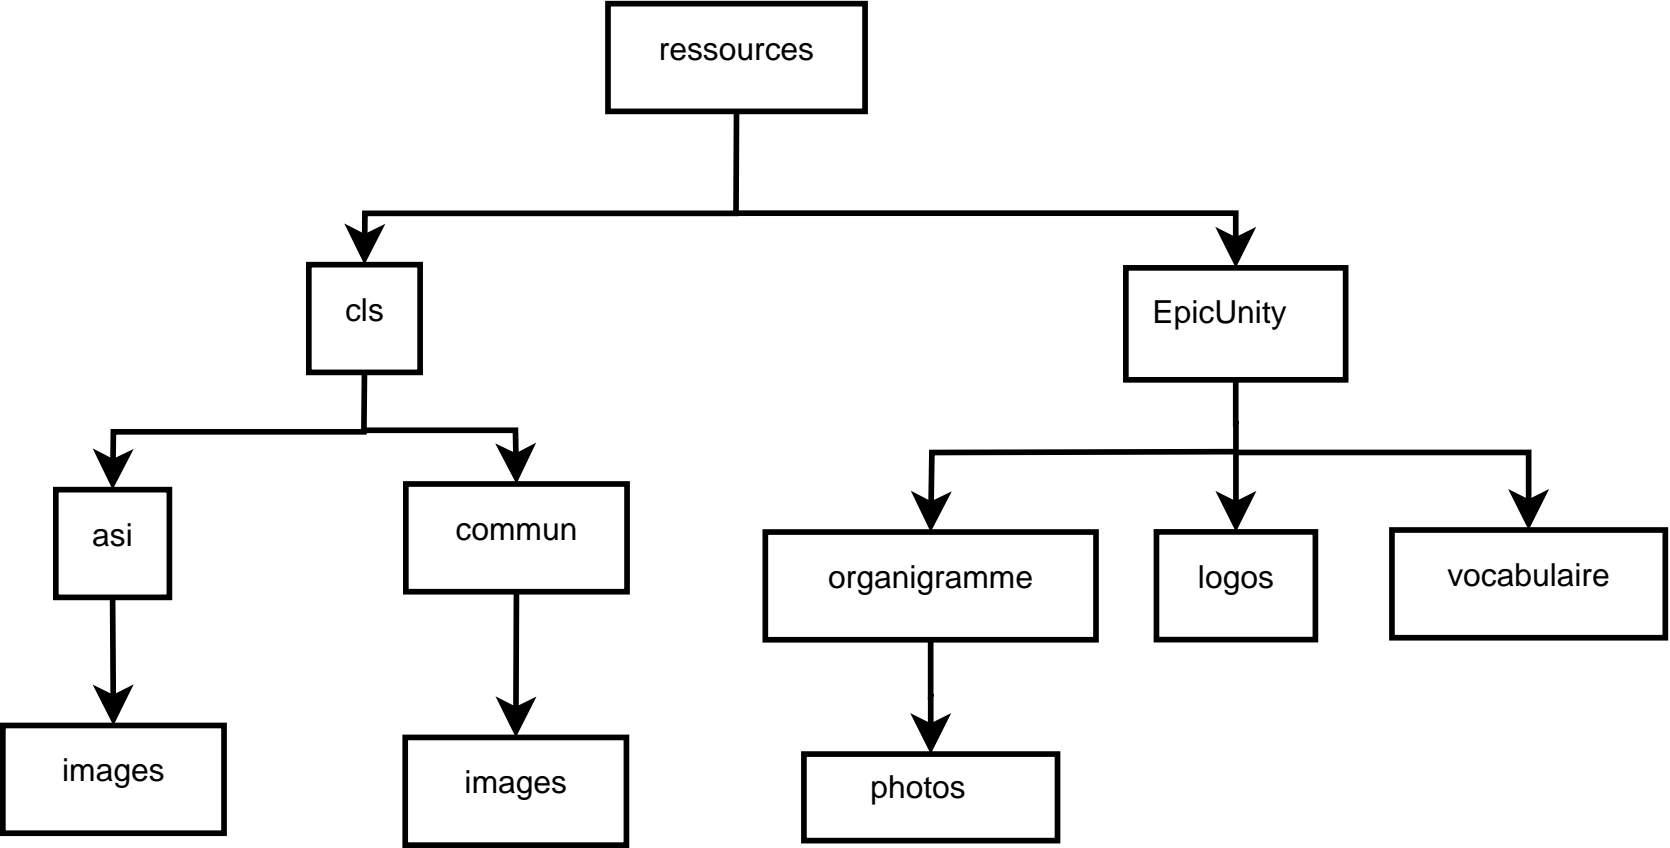 ressources
cls
EpicUnity
asi
commun
organigramme
logos
vocabulaire
images
images
photos